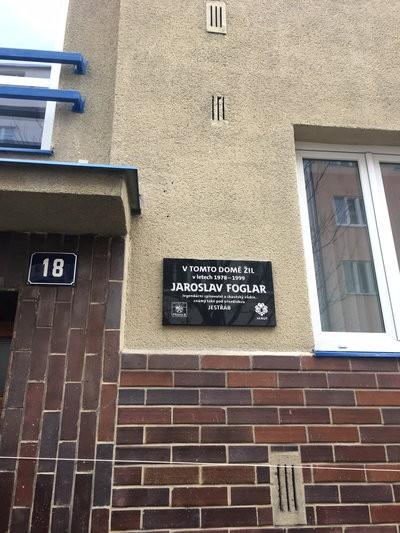 18
V TOMTO DOMĚ ŽIL
v letech 1978–1999
JAROSLAV FOGLAR
legendární spisovatel a skautský vůdce,
známý také pod přezdívkou
JESTŘÁB